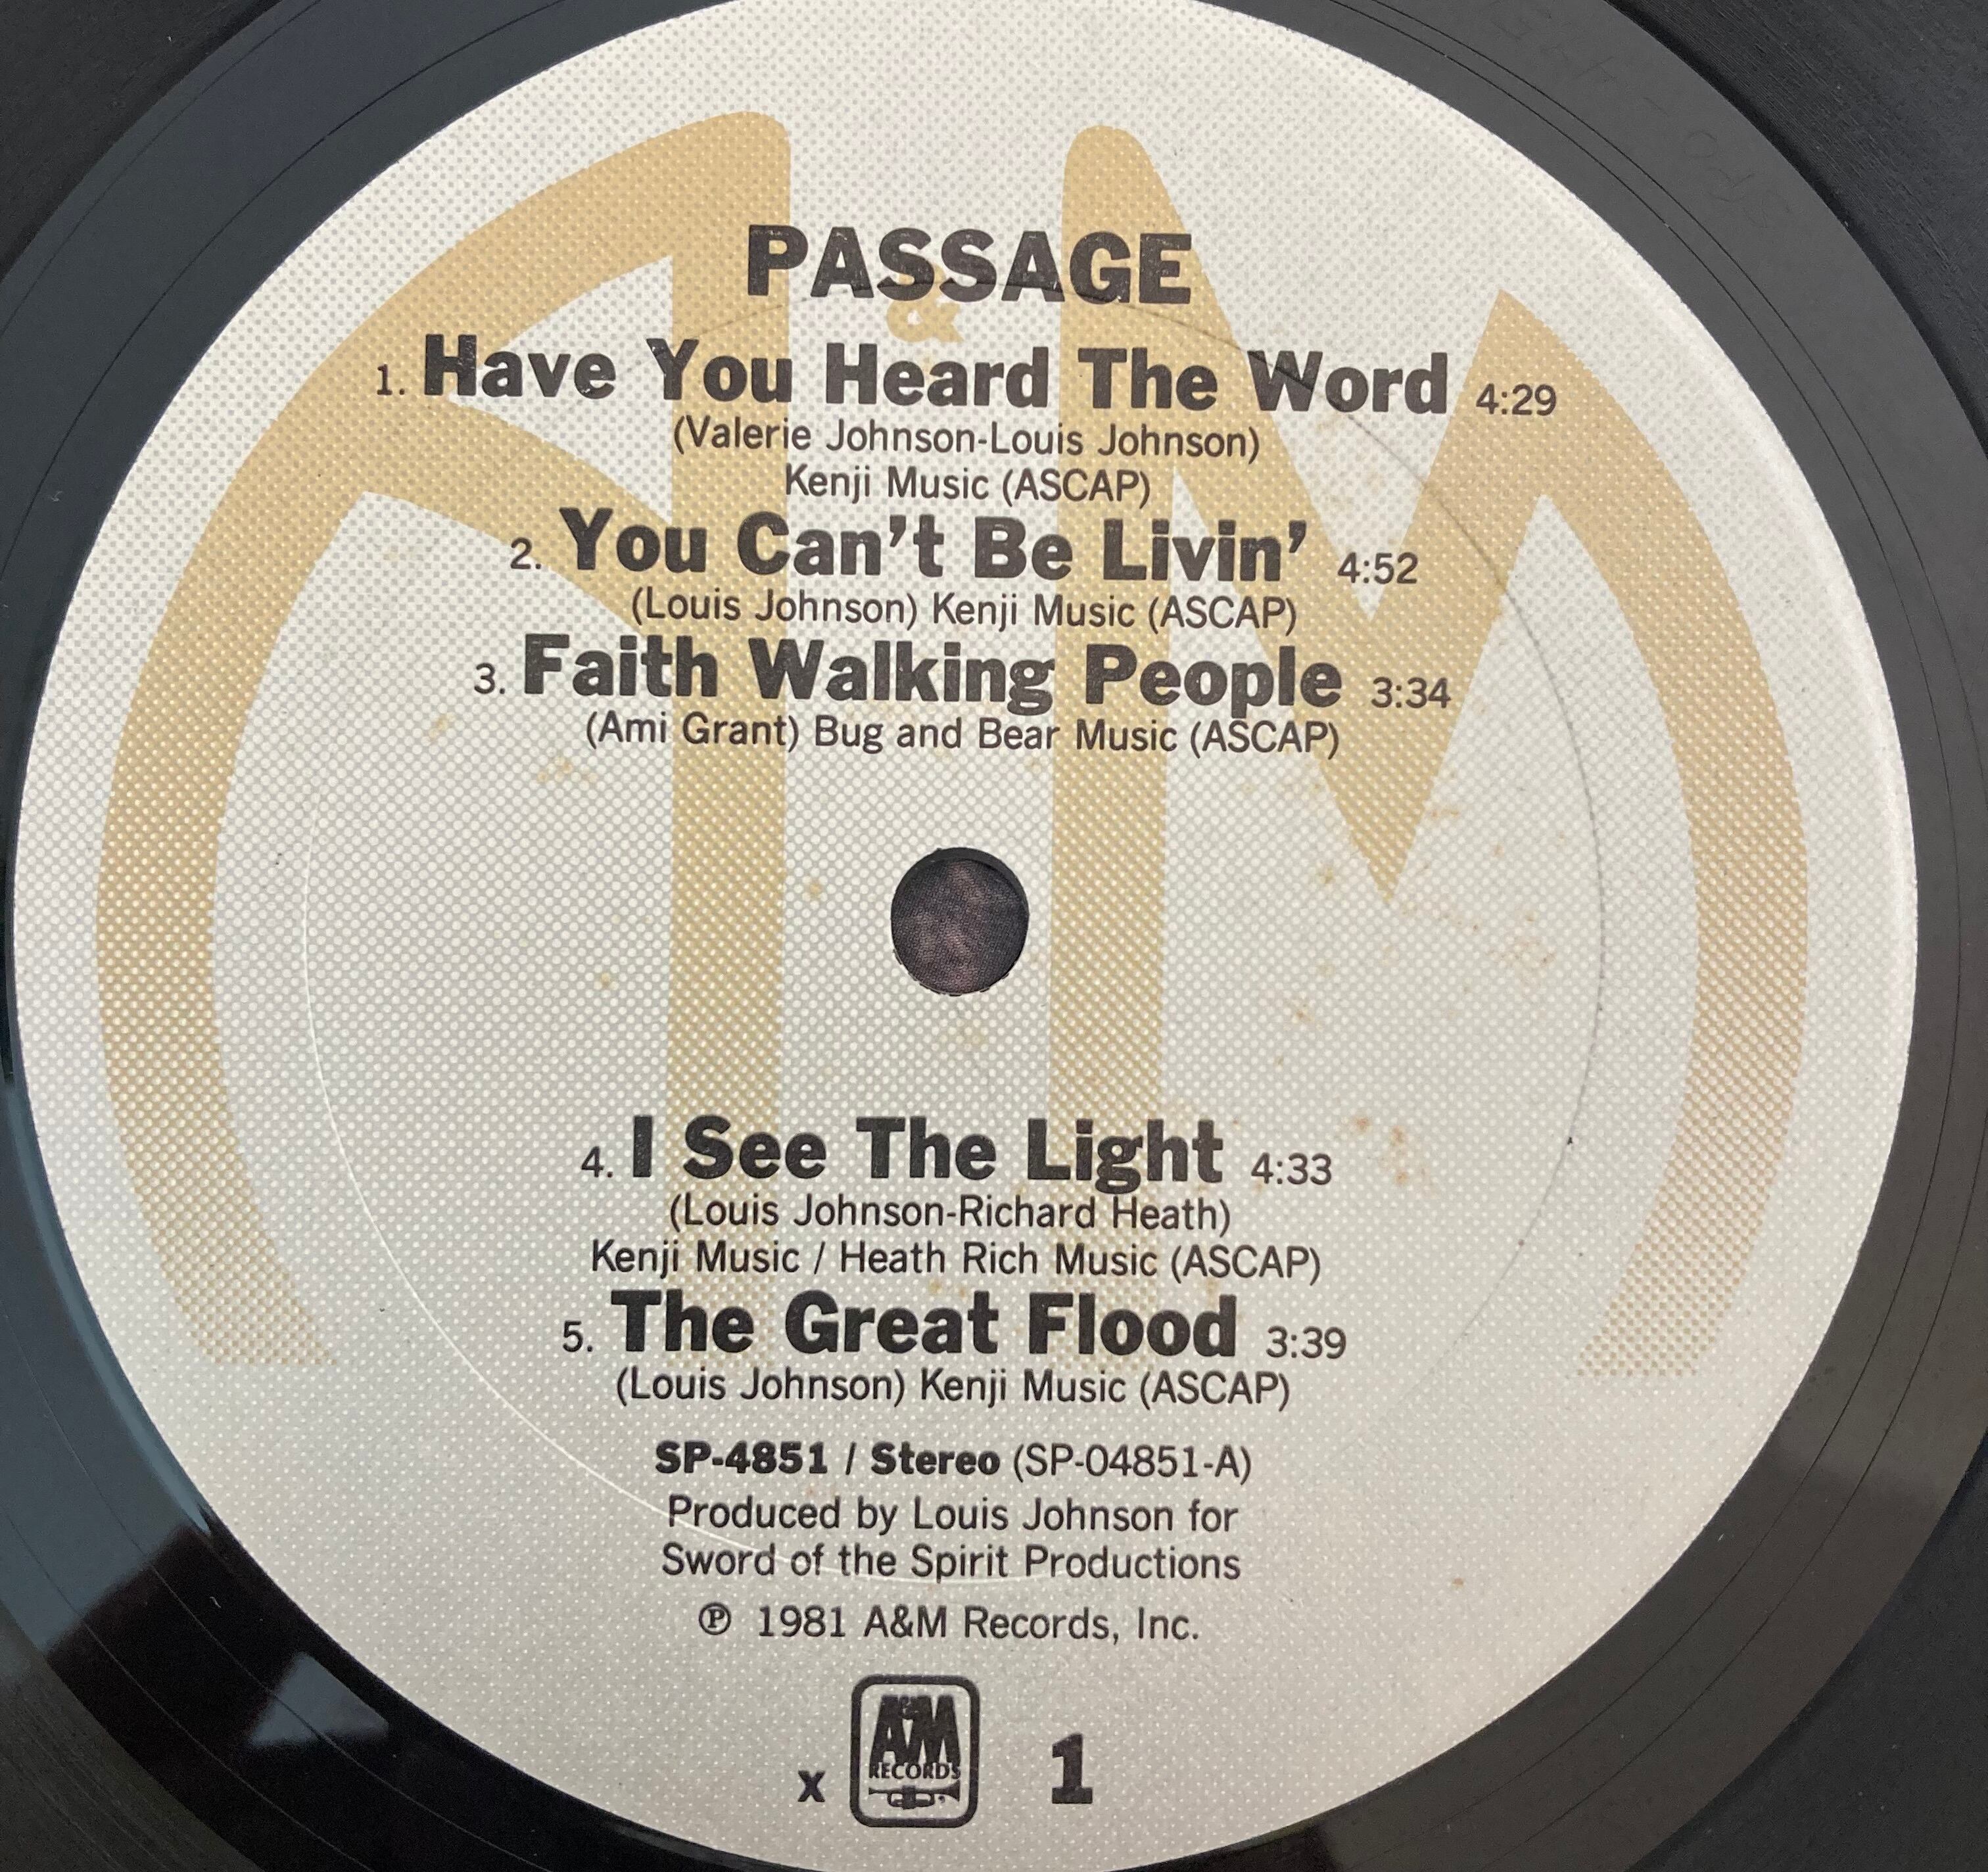 PASSAGE
&
1. Have You Heard The Word 4:29
(Valerie Johnson-Louis Johnson)
Kenji Music (ASCAP)
2. You Can't Be Livin' 4:52
(Louis Johnson) Kenji Music (ASCAP)
3. Faith Walking People 3:34
(Ami Grant) Bug and Bear Music (ASCAP)
4. I See The Light 4:33
(Louis Johnson-Richard Heath)
Kenji Music / Heath Rich Music (ASCAP)
5. The Great Flood 3:39
(Louis Johnson) Kenji Music (ASCAP)
SP-4851 / Stereo (SP-04851-A)
Produced by Louis Johnson for
Sword of the Spirit Productions
℗ 1981 A&M Records, Inc.
x A&M RECORDS 1